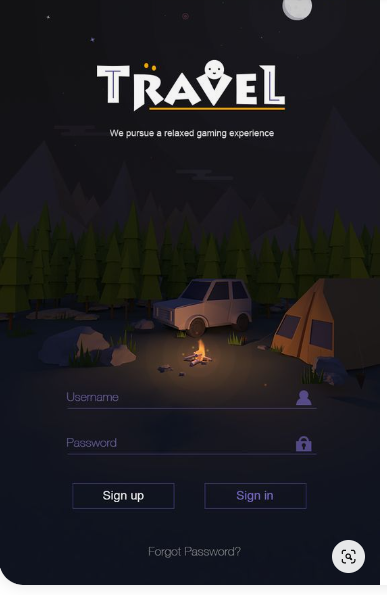 TRAVEL
We pursue a relaxed gaming experience
Username
Password
Sign up
Sign in
Forgot Password?